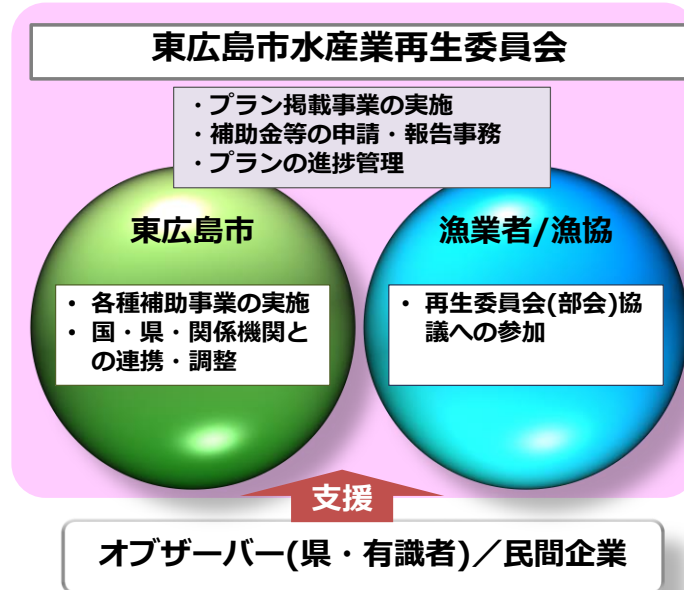 東広島市水産業再生委員会
・プラン掲載事業の実施
・補助金等の申請・報告事務
・プランの進捗管理
東広島市
• 各種補助事業の実施
• 国・県・関係機関と
の連携・調整
漁業者/漁協
• 再生委員会(部会)協
議への参加
支援
オブザーバー(県・有識者)／民間企業